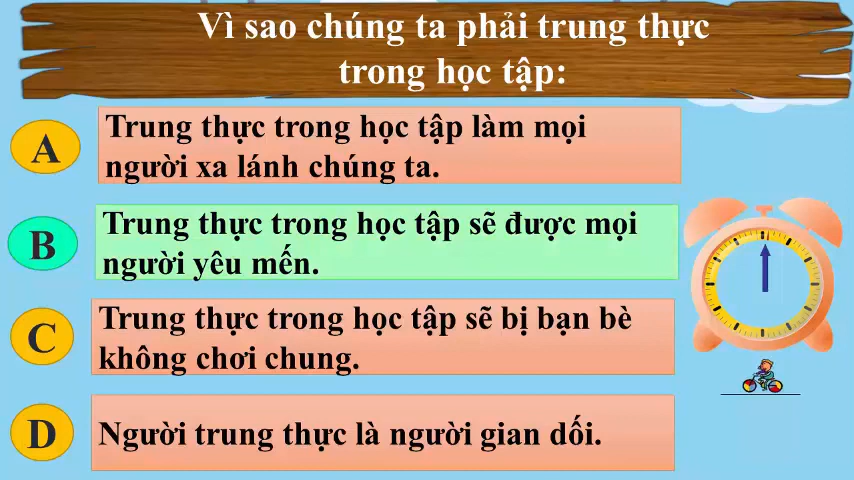 Vì sao chúng ta phải trung thực
trong học tập:
A
Trung thực trong học tập làm mọi
người xa lánh chúng ta.
B
Trung thực trong học tập sẽ được mọi
người yêu mến.
C
Trung thực trong học tập sẽ bị bạn bè
không chơi chung.
D
Người trung thực là người gian dối.